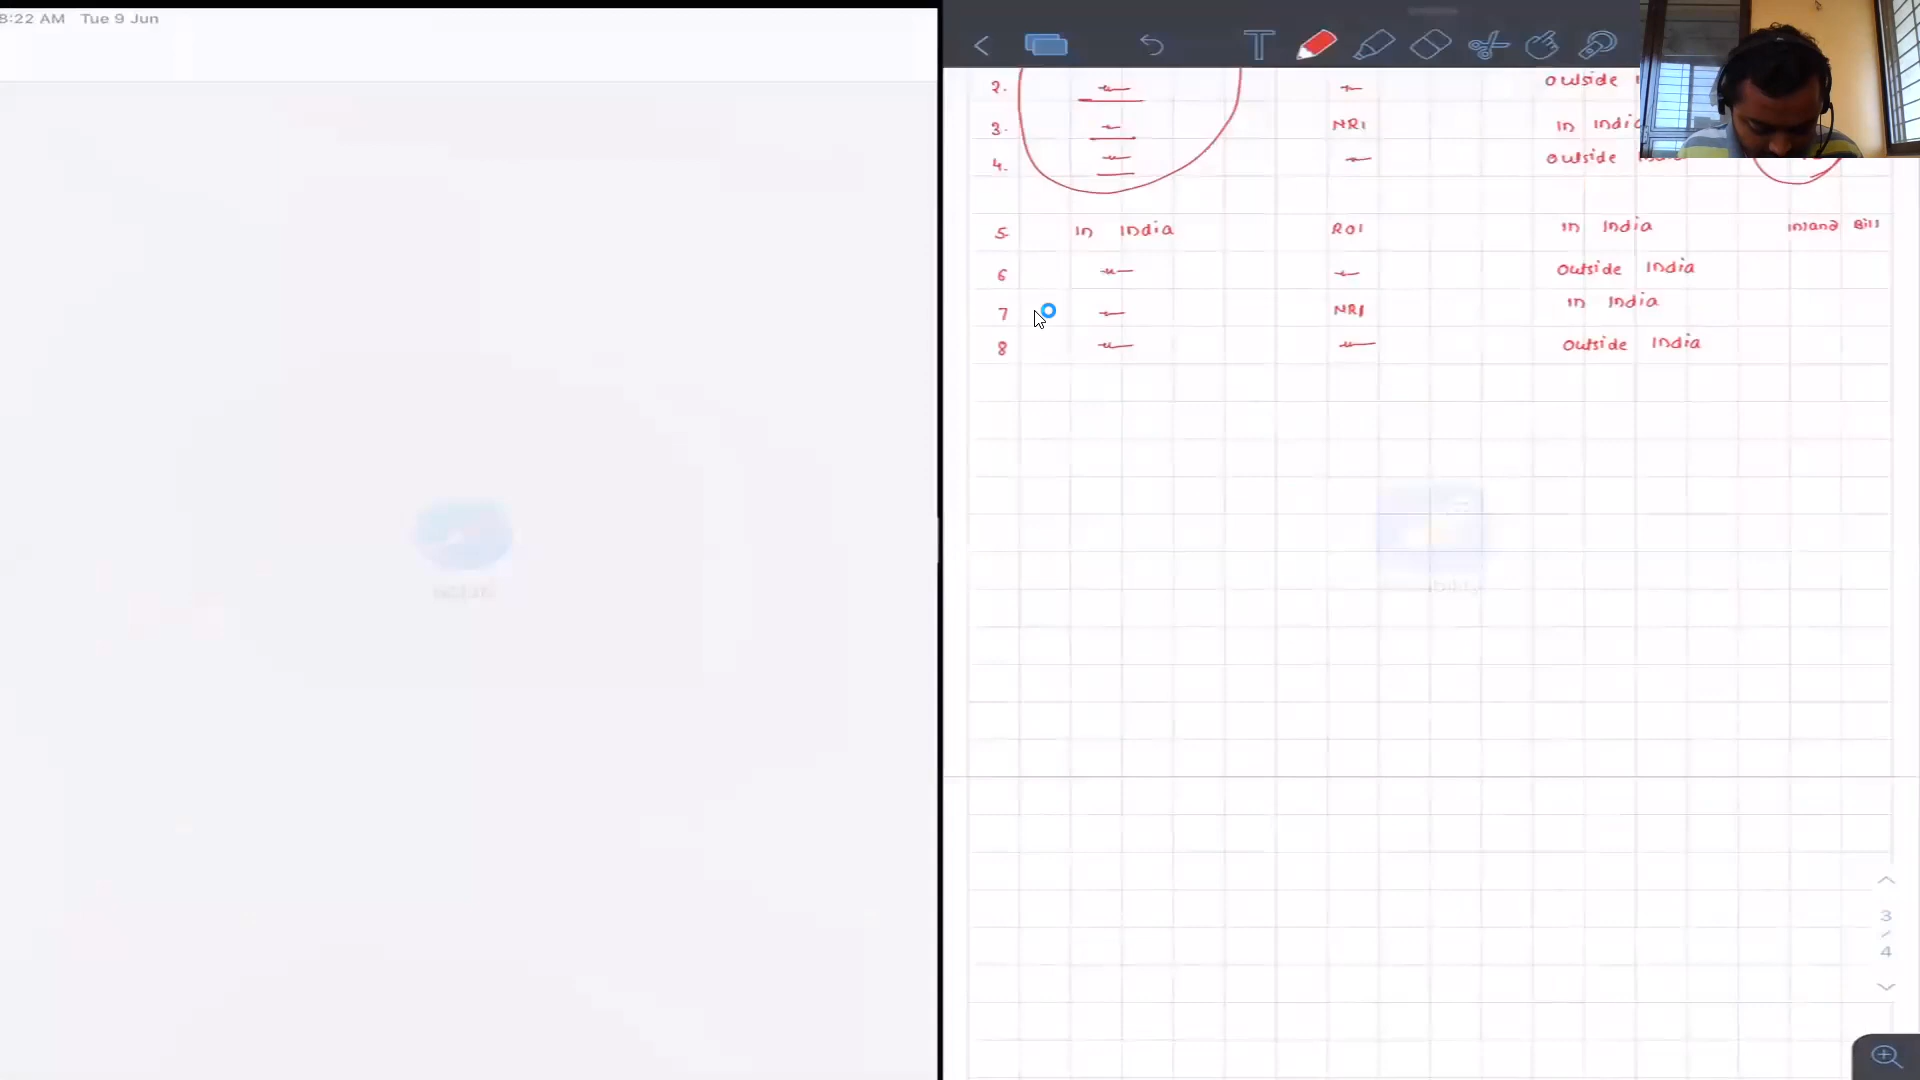 8:22 AM Tue 9 Jun
T
2. -"- -"- Outside
3. -"- NRI In India
4. -"- -"- Outside
5. In India ROI In India Inland Bill
6 -"- -"- Outside India
7 -"- NRI In India
8 -"- -"- Outside India
3
/
4